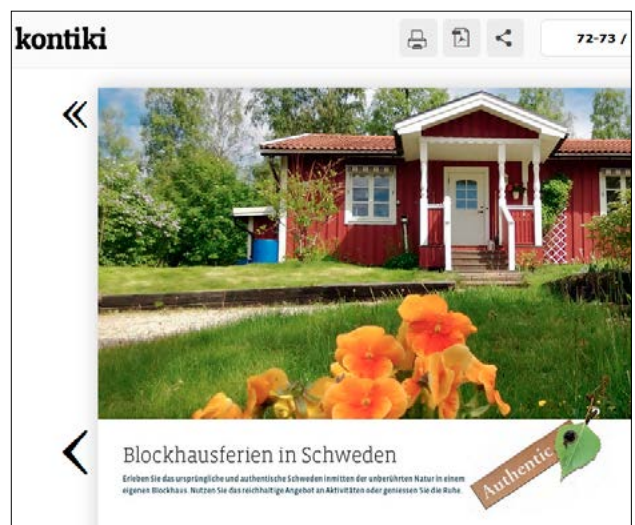 kontiki
72-73 /
Blockhausferien in Schweden
Erleben Sie das ursprüngliche und authentische Schweden inmitten der unberührten Natur in einem
eigenen Blockhaus. Nutzen Sie das reichhaltige Angebot an Aktivitäten oder geniessen Sie die Ruhe.
Authentic